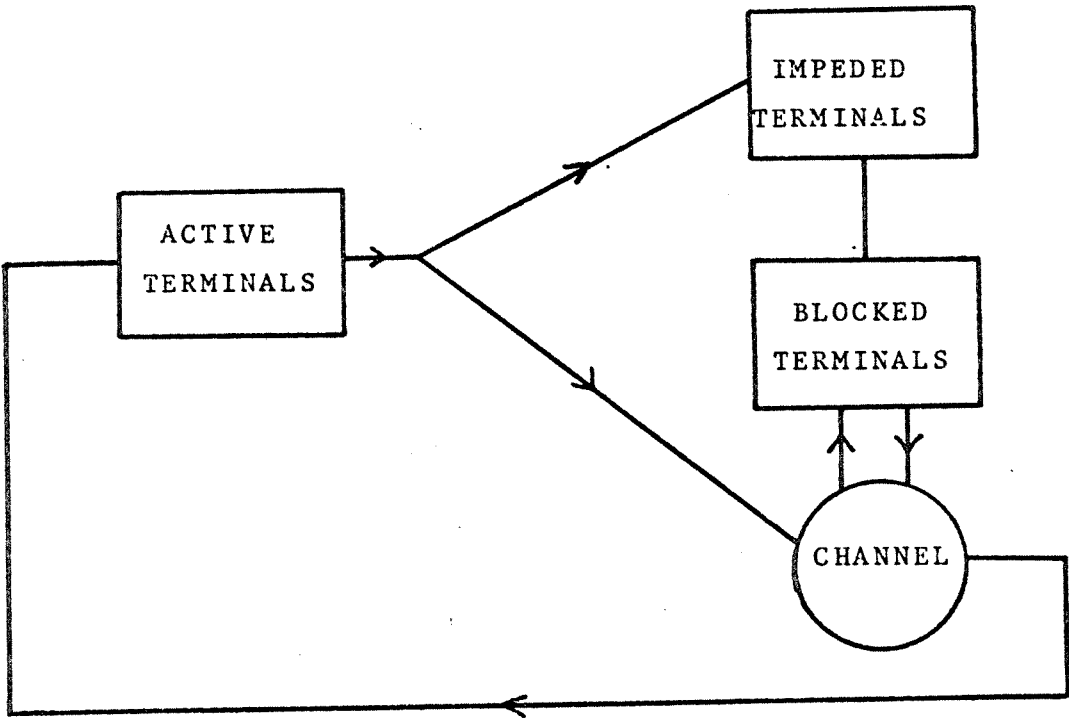 IMPEDED
TERMINALS
ACTIVE
TERMINALS
BLOCKED
TERMINALS
CHANNEL